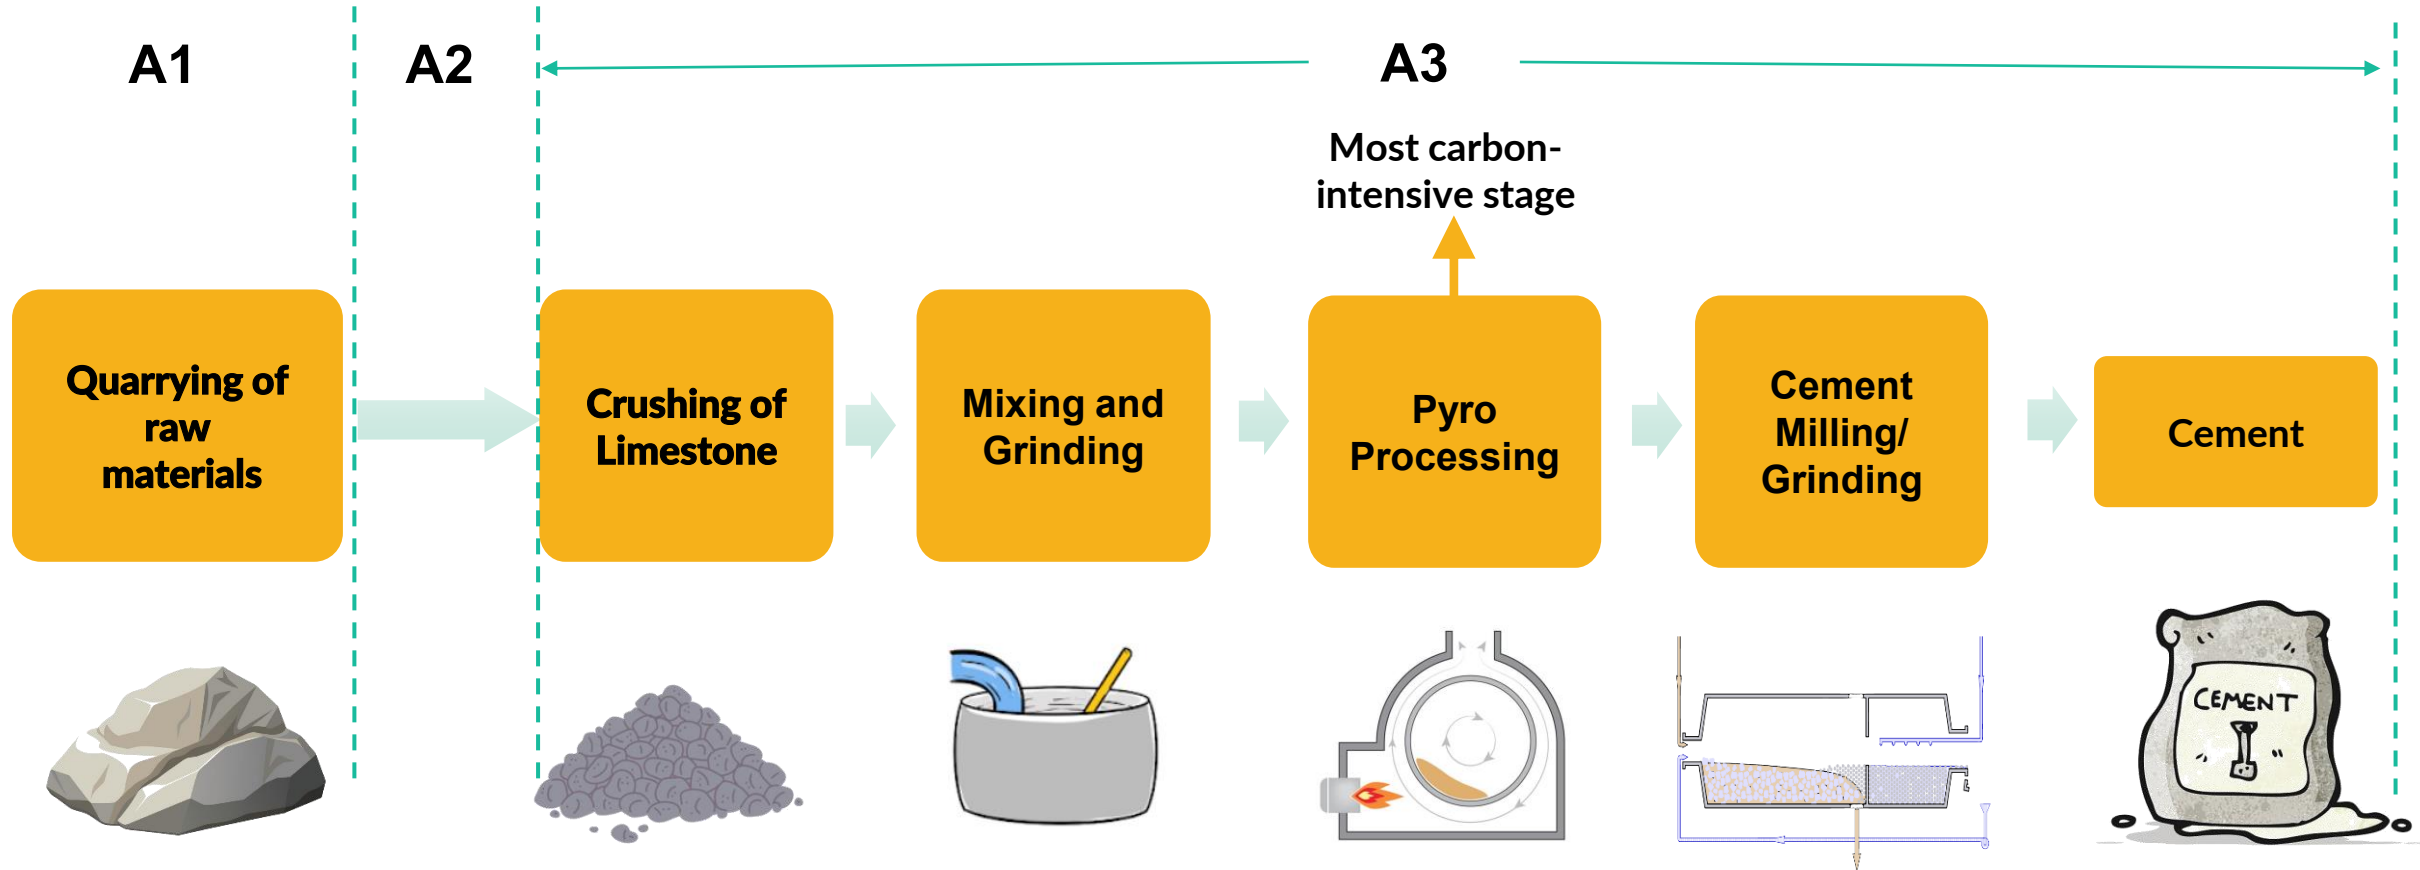 A1
A2
A3
Most carbon-
intensive stage
Quarrying of
raw
materials
Crushing of
Limestone
Mixing and
Grinding
Pyro
Processing
Cement
Milling/
Grinding
Cement
CEMENT